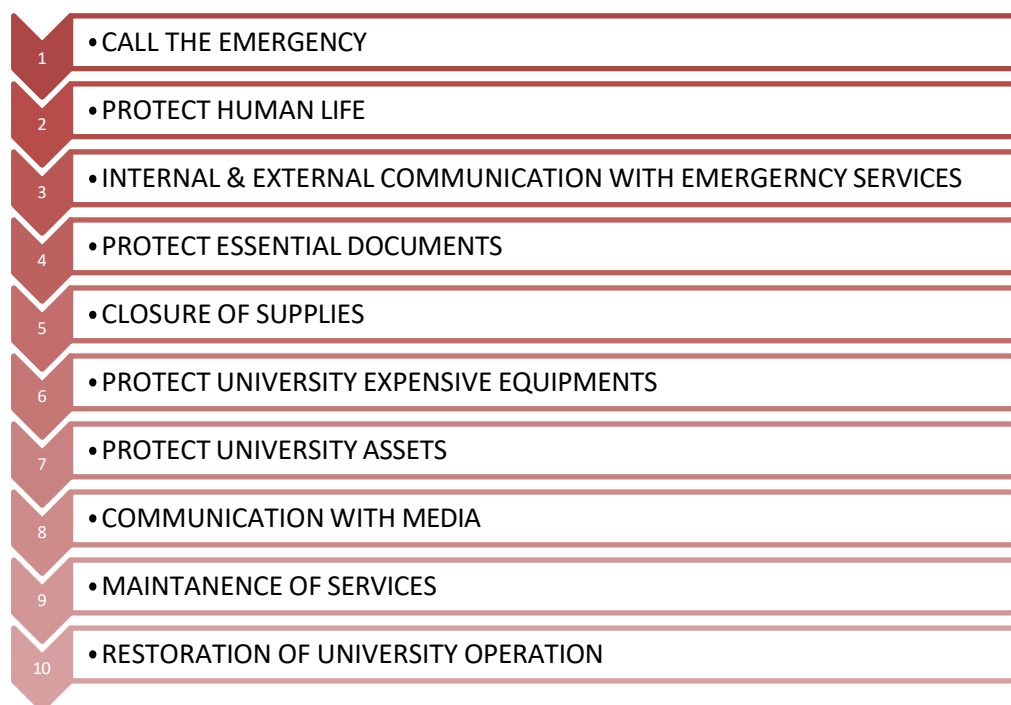 1
•CALL THE EMERGENCY
2
•PROTECT HUMAN LIFE
3
•INTERNAL & EXTERNAL COMMUNICATION WITH EMERGERNCY SERVICES
4
•PROTECT ESSENTIAL DOCUMENTS
5
•CLOSURE OF SUPPLIES
6
•PROTECT UNIVERSITY EXPENSIVE EQUIPMENTS
7
•PROTECT UNIVERSITY ASSETS
8
•COMMUNICATION WITH MEDIA
9
•MAINTANENCE OF SERVICES
10
•RESTORATION OF UNIVERSITY OPERATION